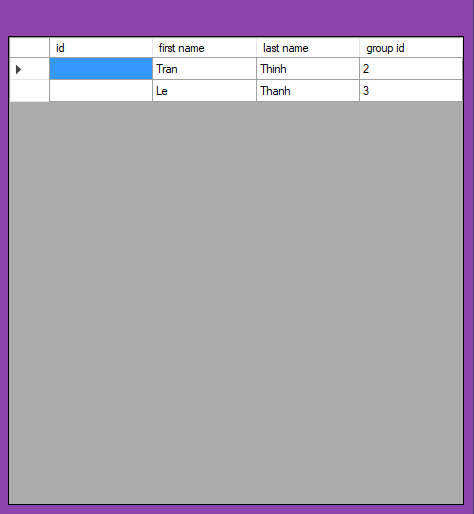 id first name last name group id
Tran Thinh 2
Le Thanh 3